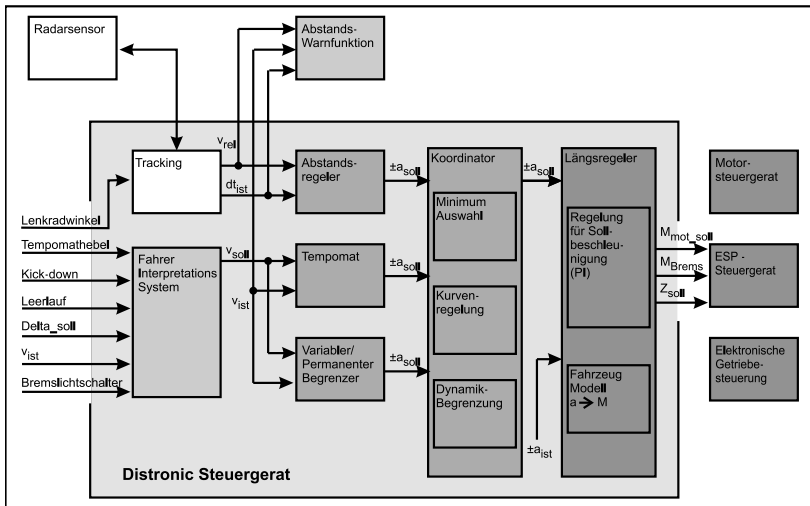 Radarsensor
Abstands-
Warnfunktion
Tracking
v_rel
dt_ist
Abstands-
regeler
±a_soll
Koordinator
±a_soll
Längsregeler
Motor-
steuergerat
Minimum
Auswahl
Regelung
für Soll-
beschleu-
nigung
(PI)
Lenkradwinkel
Tempomathebel
Kick-down
Leerlauf
Delta_soll
v_ist
Bremslichtschalter
Fahrer
Interpretations
System
v_soll
v_ist
Tempomat
±a_soll
Kurven-
regelung
M_mot_soll
M_Brems
Z_soll
ESP -
Steuergerat
Variabler/
Permanenter
Begrenzer
±a_soll
Dynamik-
Begrenzung
±a_ist
Fahrzeug
Modell
a → M
Elektronische
Getriebe-
steuerung
Distronic Steuergerat